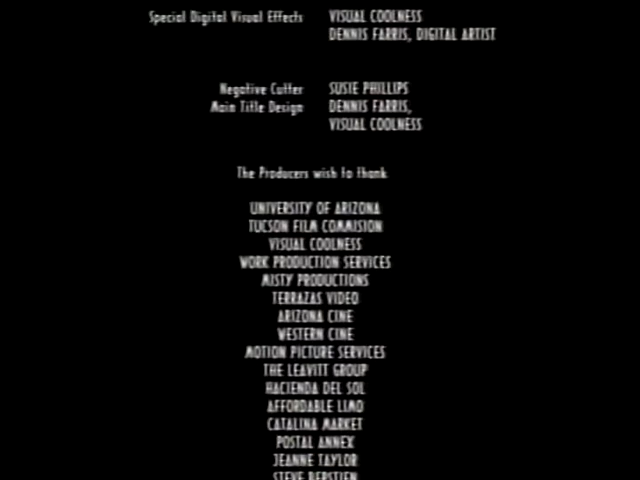 Special Digital Visual Effects VISUAL COOLNESS
DENNIS FARRIS, DIGITAL ARTIST
Negative Cutter SUSIE PHILLIPS
Main Title Design DENNIS FARRIS,
VISUAL COOLNESS
The Producers wish to thank
UNIVERSITY OF ARIZONA
TUCSON FILM COMMISION
VISUAL COOLNESS
WORK PRODUCTION SERVICES
MISTY PRODUCTIONS
TERRAZAS VIDEO
ARIZONA CINE
WESTERN CINE
MOTION PICTURE SERVICES
THE LEAVITT GROUP
HACIENDA DEL SOL
AFFORDABLE LIMO
CATALINA MARKET
POSTAL ANNEX
JEANNE TAYLOR
STEVE BERSTIEN